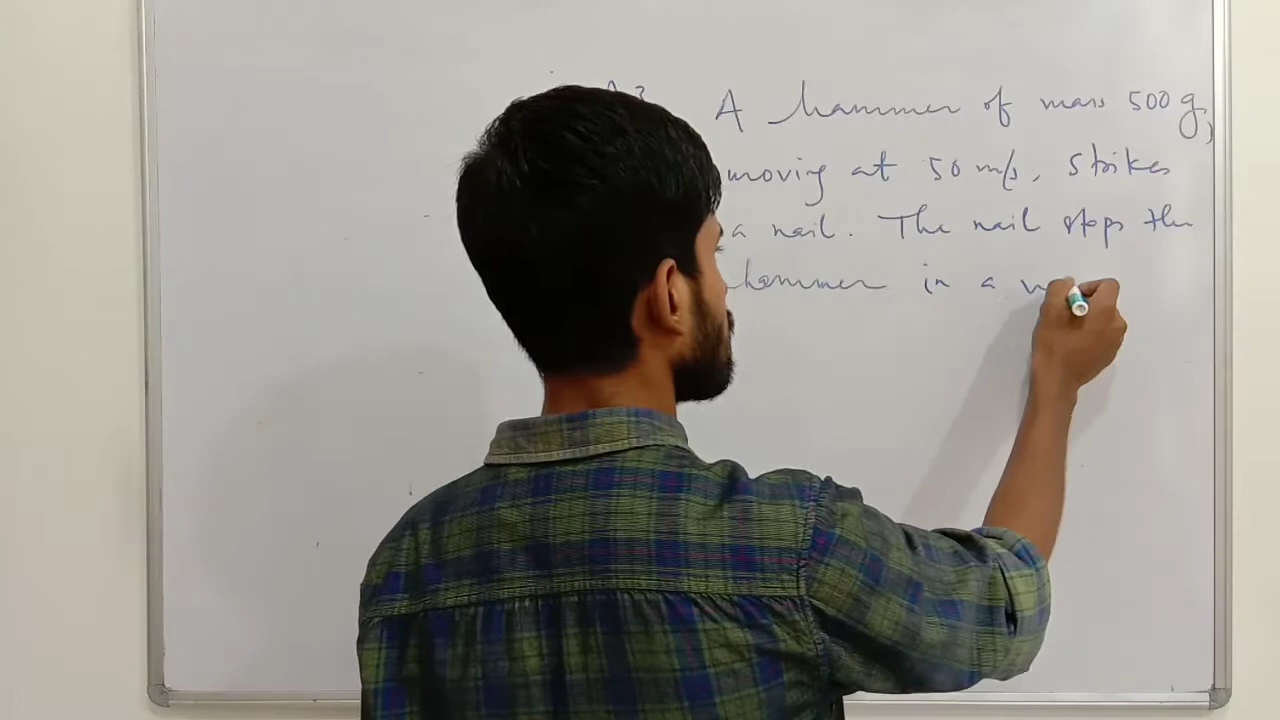 A hammer of mass 500 g,
moving at 50 m/s, strikes
a nail. The nail stops the
hammer in a